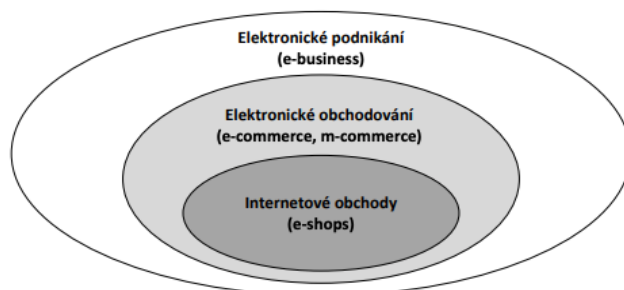 Elektronické podnikání
(e-business)
Elektronické obchodování
(e-commerce, m-commerce)
Internetové obchody
(e-shops)